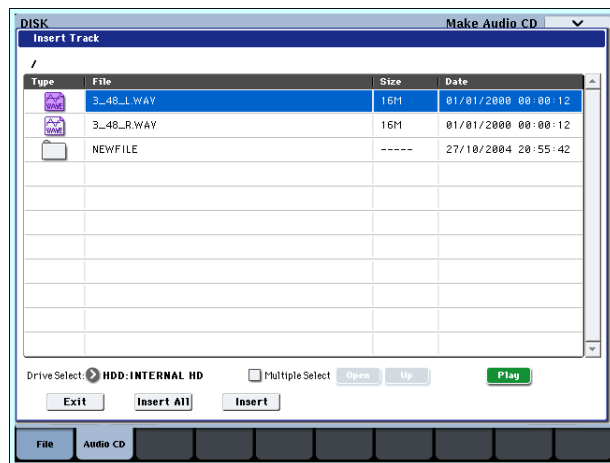 DISK Make Audio CD
Insert Track
/
Type File Size Date
WAVE 3_48_L.WAV 16M 01/01/2000 00:00:12
WAVE 3_48_R.WAV 16M 01/01/2000 00:00:12
NEWFILE ----- 27/10/2004 20:55:42
Drive Select: HDD:INTERNAL HD Multiple Select Open Up Play
Exit Insert All Insert
File Audio CD